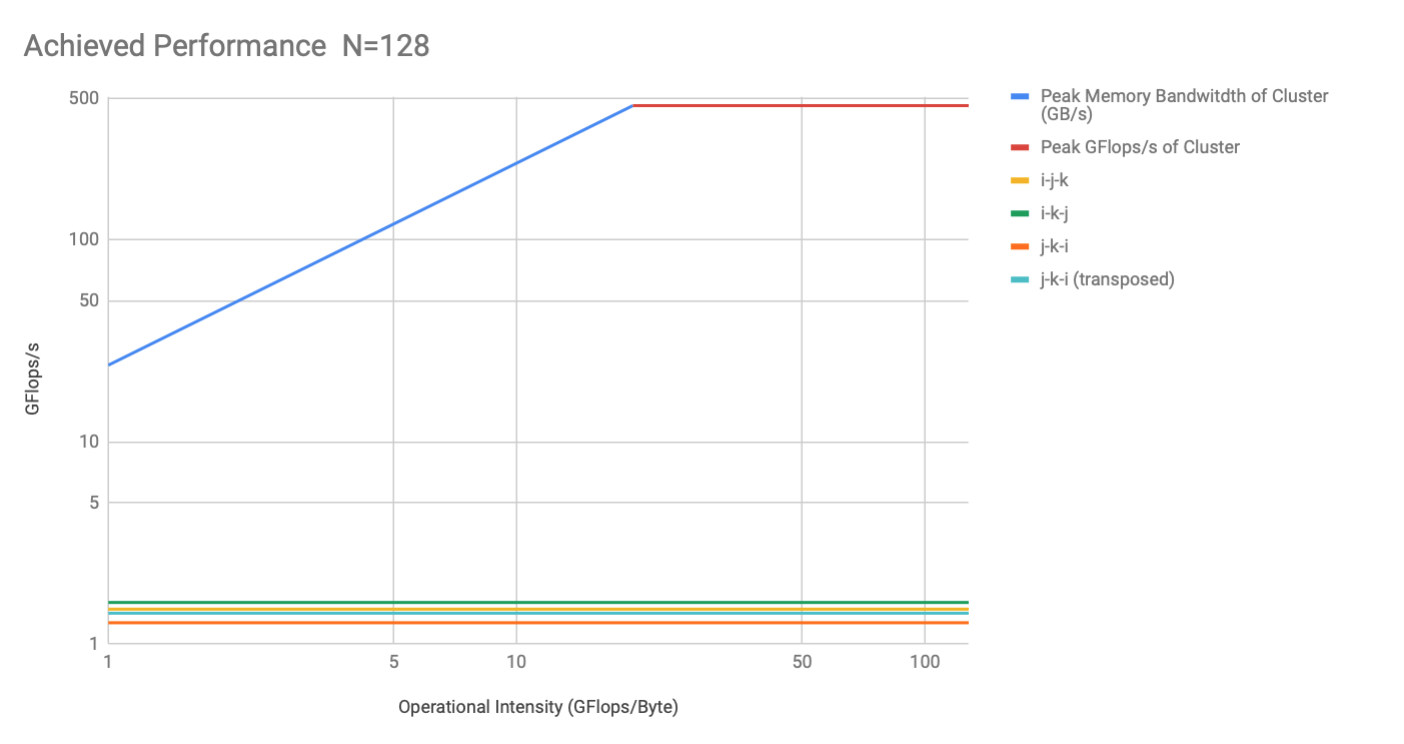 Achieved Performance N=128
500
100
50
10
5
1
GFlops/s
1
5
10
50
100
Operational Intensity (GFlops/Byte)
Peak Memory Bandwitdth of Cluster
(GB/s)
Peak GFlops/s of Cluster
i-j-k
i-k-j
j-k-i
j-k-i (transposed)